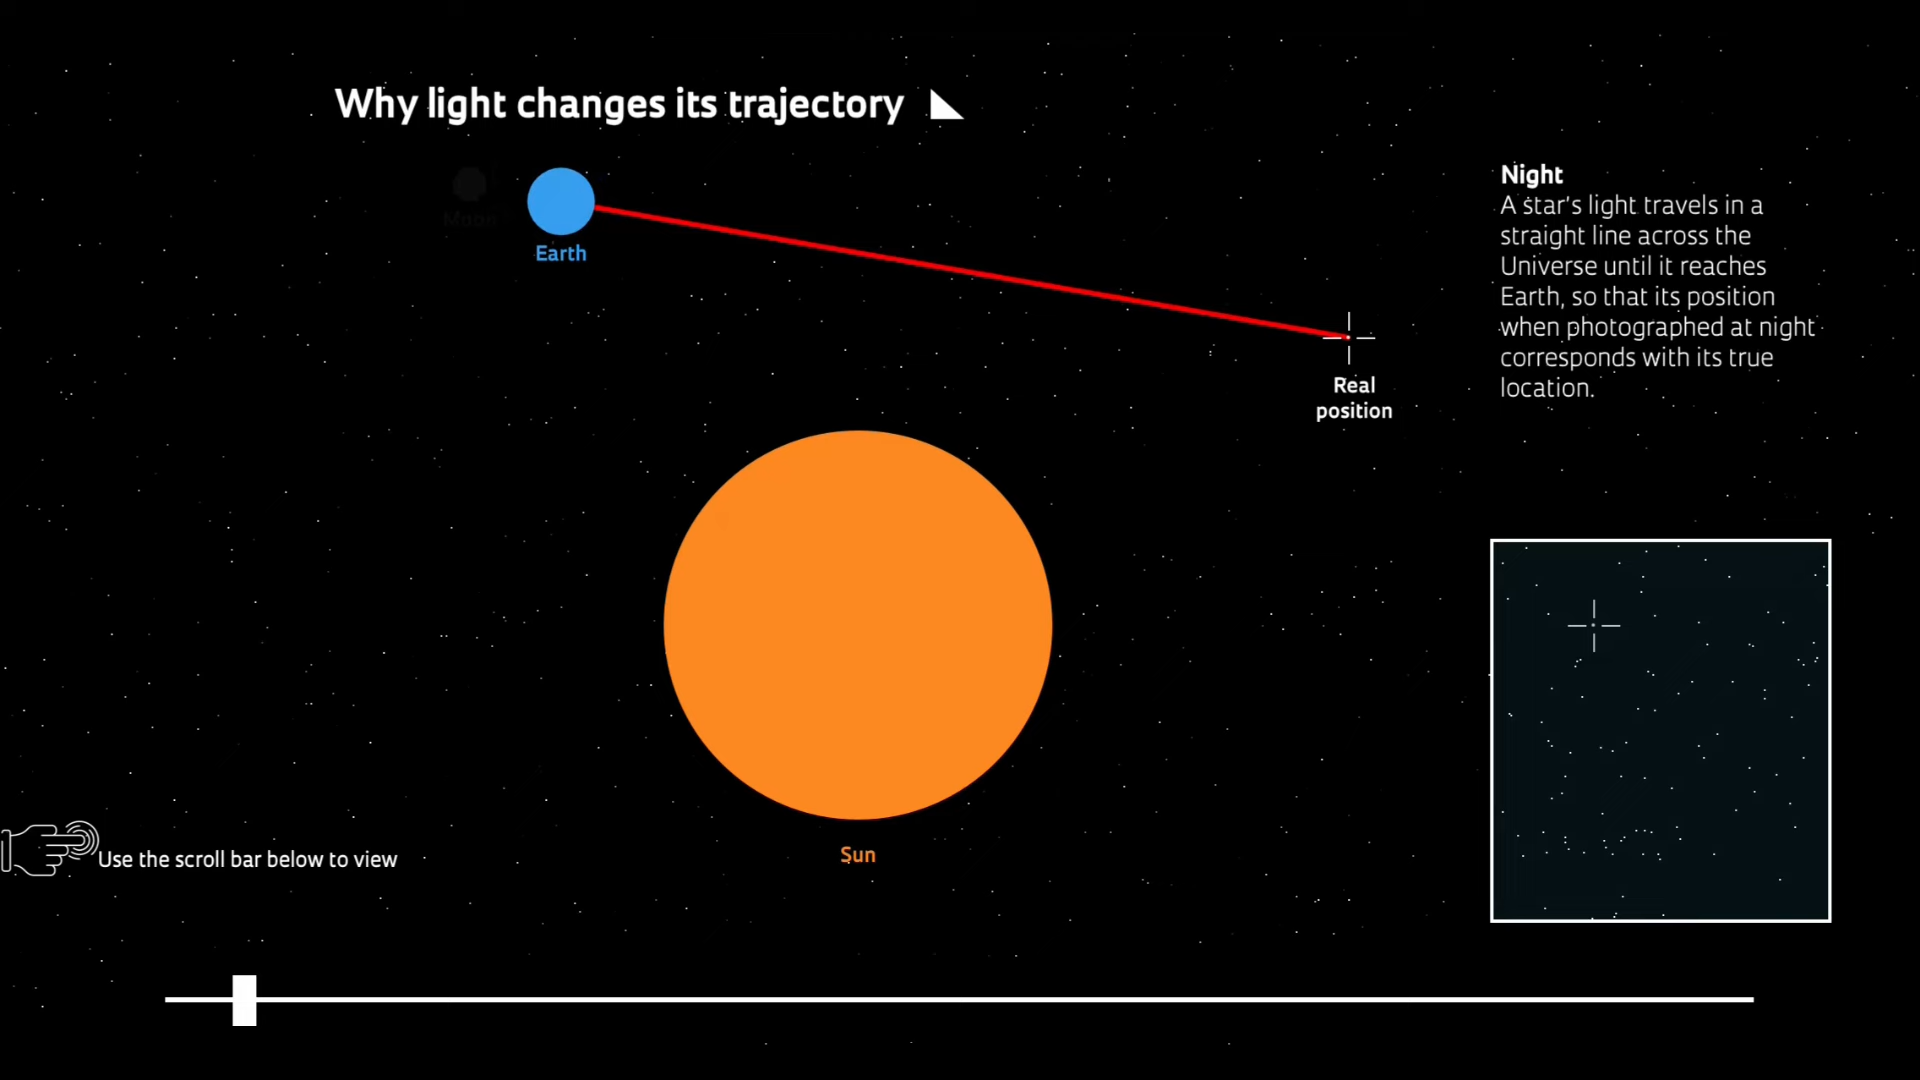 Why light changes its trajectory
Moon
Earth
Night
A star's light travels in a
straight line across the
Universe until it reaches
Earth, so that its position
when photographed at night
corresponds with its true
location.
Real
position
Sun
Use the scroll bar below to view